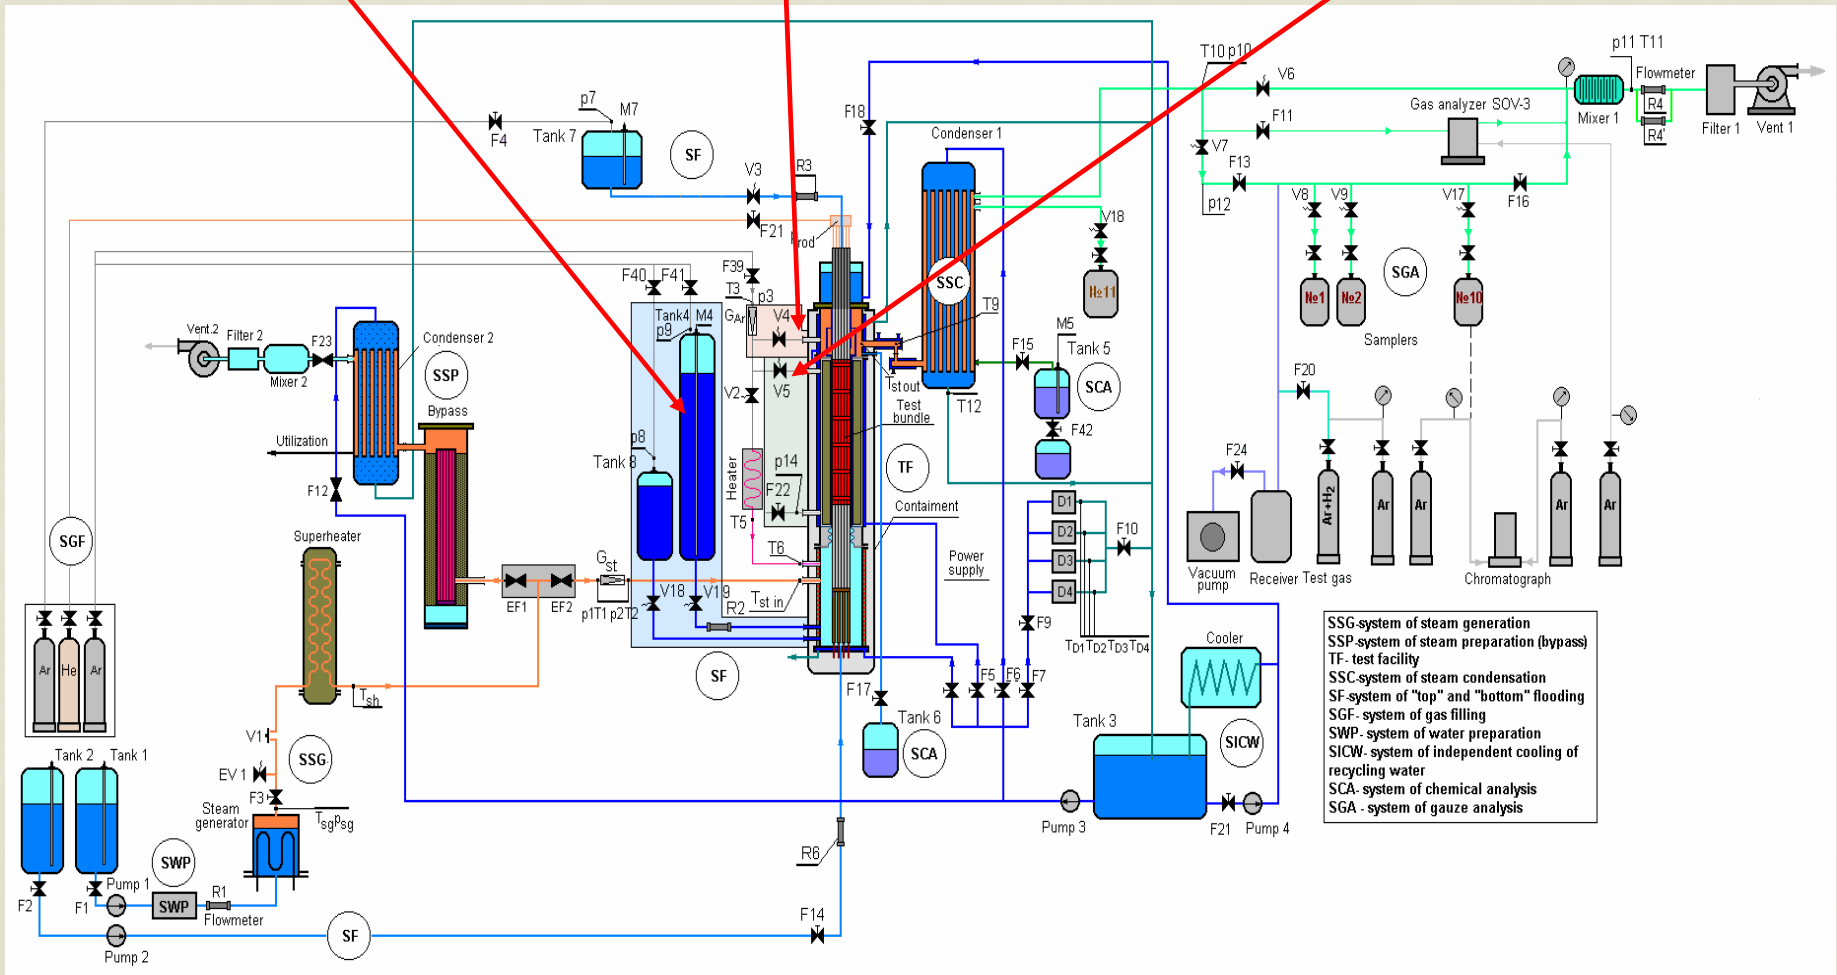 p11 T11
T10 p10
V6
Flowmeter
R4
R4'
Mixer 1
Filter 1
Vent 1
Gas analyzer SOV-3
F11
V7
F13
p12
V8
V9
V17
F16
№1
№2
№10
SGA
Samplers
p7
M7
Tank 7
F4
SF
V3
R3
F21
F18
Condenser 1
SSC
V18
№11
T9
M5
Tank 5
F15
SCA
F42
T12
F39
T3
p3
GAr
V4
V5
V2
Tst out
Test
bundle
TF
Containment
F40
F41
Tank4
M4
p9
p8
Tank 8
Heater
p14
F22
T5
T6
Tst in
V18
V19
R2
SF
Vent.2
Filter 2
Mixer 2
F23
Condenser 2
SSP
Bypass
Utilization
F12
SGF
Superheater
EF1
EF2
Gst
p1T1 p2T2
Ar
He
Ar
Tsh
V1
EV 1
SSG
F3
Steam
generator
Tsgpsg
Tank 2
Tank 1
SWP
Pump 1
SWP
R1
Flowmeter
F2
F1
Pump 2
SF
F14
R6
F17
Tank 6
SCA
Power
supply
D1
D2
D3
D4
F10
F9
TD1TD2TD3TD4
F5
F6
F7
Tank 3
Cooler
SICW
Pump 3
F21
Pump 4
F20
F24
Vacuum
pump
Receiver
Ar+H2
Test gas
Ar
Ar
Chromatograph
Ar
Ar
SSG-system of steam generation
SSP-system of steam preparation (bypass)
TF- test facility
SSC-system of steam condensation
SF-system of "top" and "bottom" flooding
SGF- system of gas filling
SWP- system of water preparation
SICW- system of independent cooling of
recycling water
SCA- system of chemical analysis
SGA - system of gauze analysis